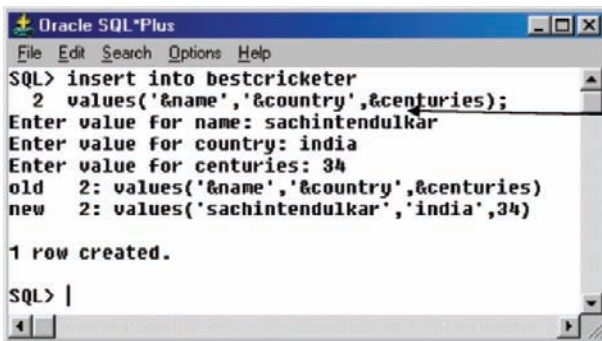 Oracle SQL*Plus
File Edit Search Options Help
SQL> insert into bestcricketer
2 values('&name','&country',&centuries);
Enter value for name: sachintendulkar
Enter value for country: india
Enter value for centuries: 34
old 2: values('&name','&country',&centuries)
new 2: values('sachintendulkar','india',34)
1 row created.
SQL>